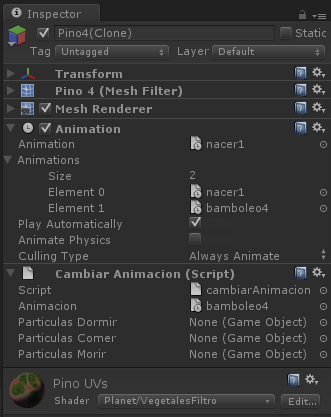 Inspector
Pino4(Clone) Static
Tag Untagged Layer Default
Transform
Pino 4 (Mesh Filter)
Mesh Renderer
Animation
Animation nacer1
Animations
Size 2
Element 0 nacer1
Element 1 bamboleo4
Play Automatically
Animate Physics
Culling Type Always Animate
Cambiar Animacion (Script)
Script cambiarAnimacion
Animacion bamboleo4
Particulas Dormir None (Game Object)
Particulas Comer None (Game Object)
Particulas Morir None (Game Object)
Pino UVs
Shader Planet/VegetalesFiltro Edit...